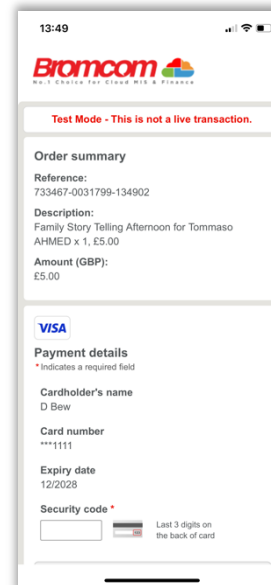 13:49
Bromcom
No.1 Choice for Cloud MIS & Finance
Test Mode - This is not a live transaction.
Order summary
Reference:
733467-0031799-134902
Description:
Family Story Telling Afternoon for Tommaso
AHMED x 1, £5.00
Amount (GBP):
£5.00
VISA
Payment details
* Indicates a required field
Cardholder's name
D Bew
Card number
***1111
Expiry date
12/2028
Security code *
Last 3 digits on
the back of card